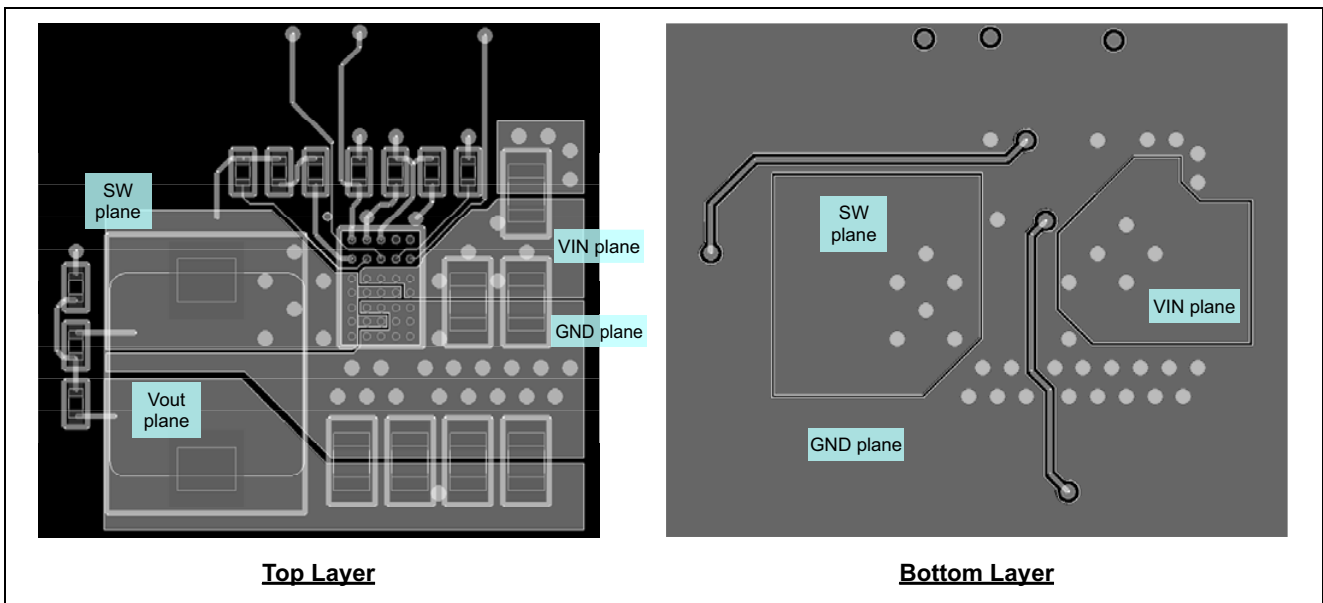 SW
plane
VIN plane
GND plane
Vout
plane
Top Layer
SW
plane
VIN plane
GND plane
Bottom Layer